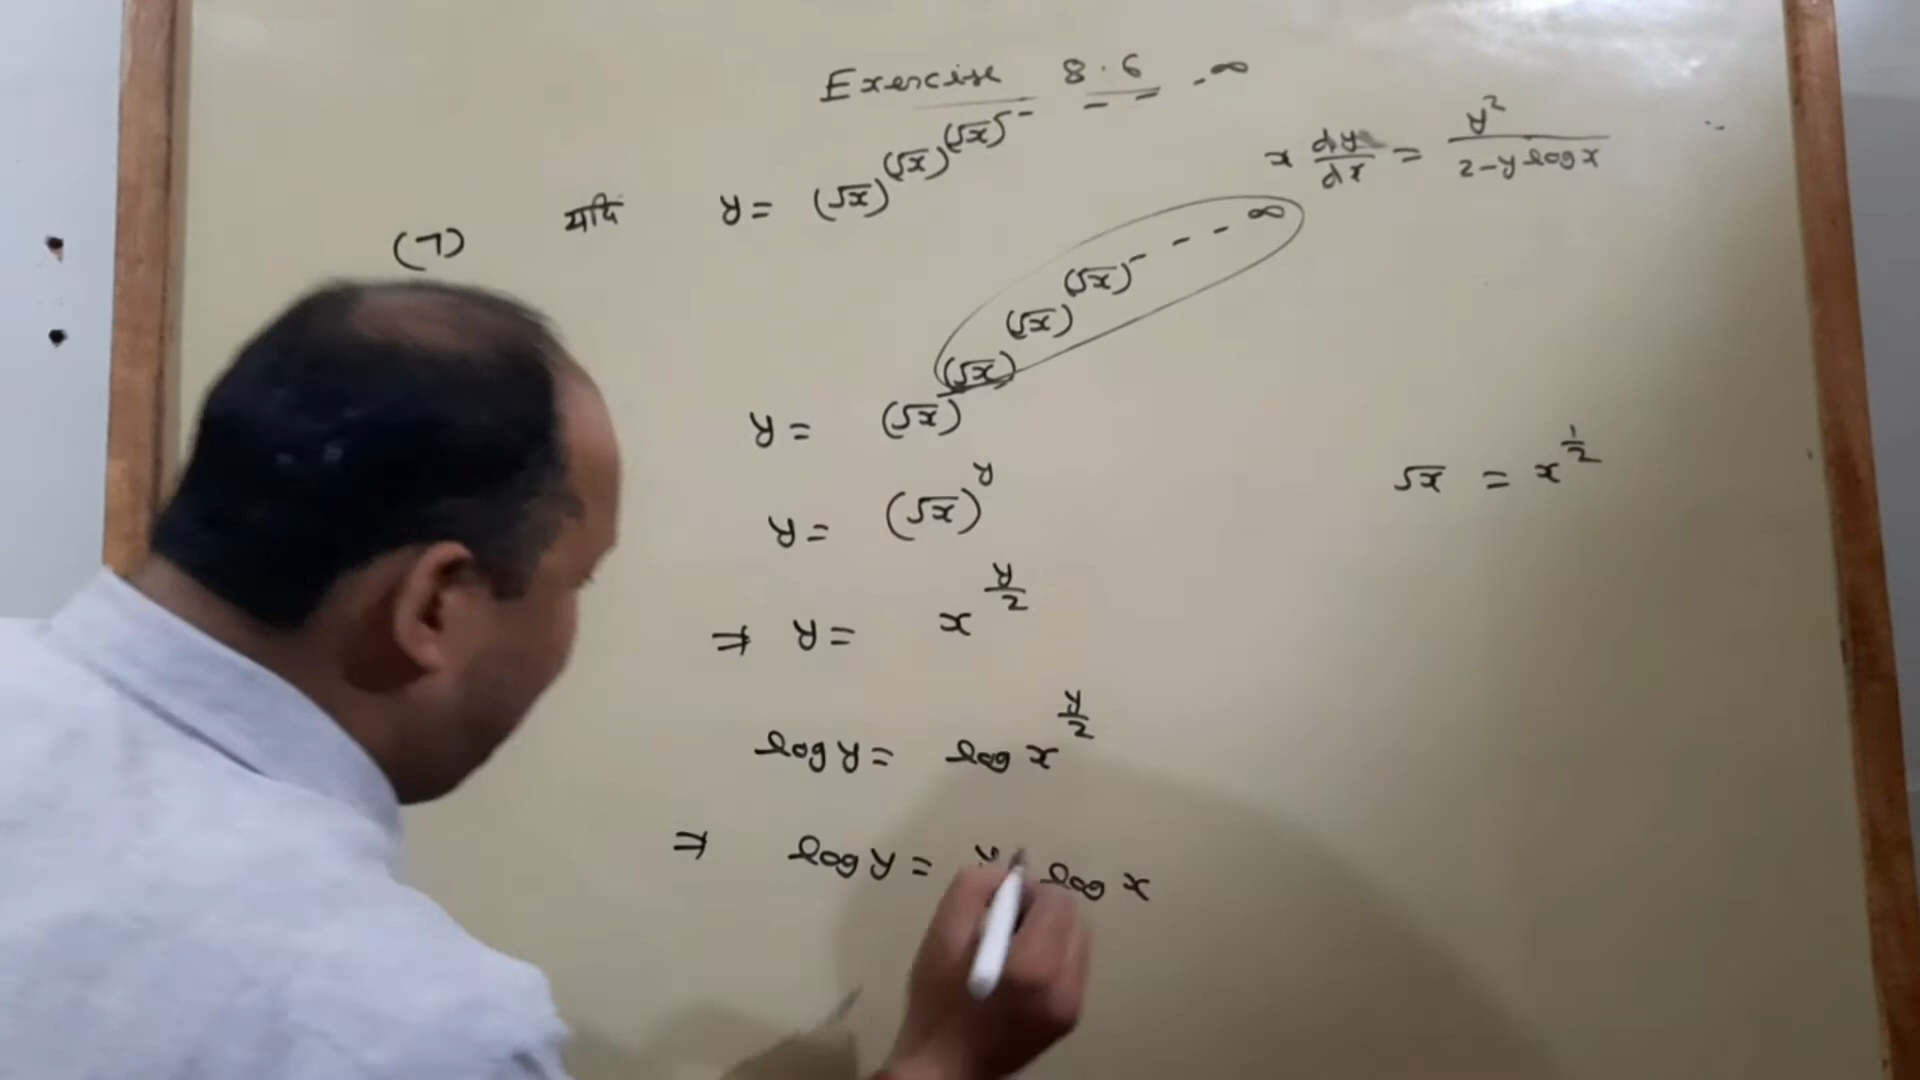 Exercise 8.6
(7) यदि y = (√x)^(√x)^(√x)^- - - - ∞ x dy/dx = y²/(2-y log x)
y = (√x)^(√x)^(√x)^(√x)^- - - - ∞
y = (√x)^y √x = x^(1/2)
⇒ y = x^(y/2)
log y = log x^(y/2)
⇒ log y = y log x